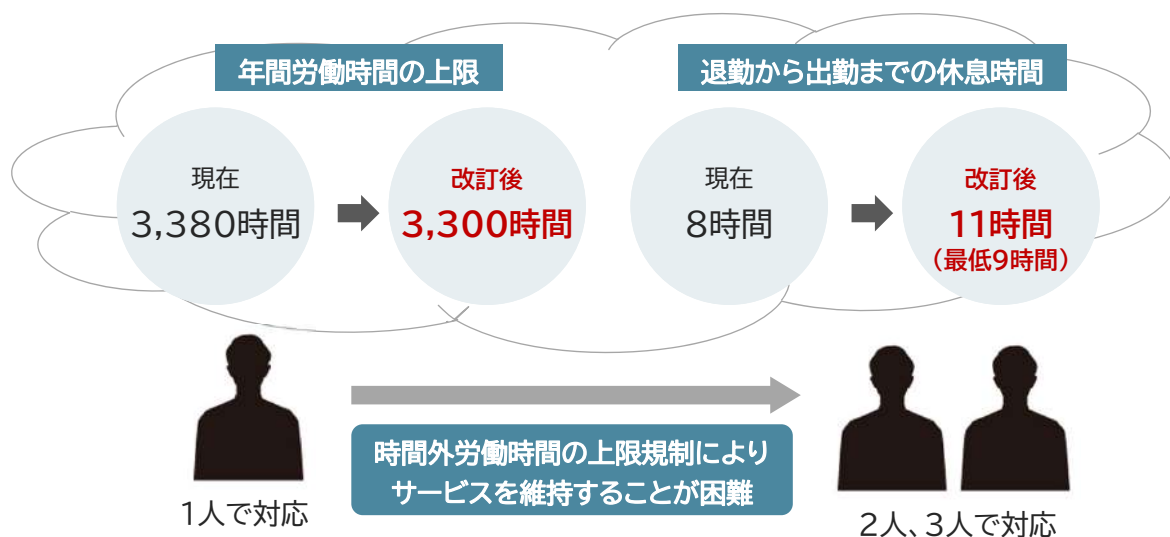 年間労働時間の上限
現在
3,380時間
改訂後
3,300時間
退勤から出勤までの休息時間
現在
8時間
改訂後
11時間
（最低9時間）
1人で対応
時間外労働時間の上限規制により
サービスを維持することが困難
2人、3人で対応